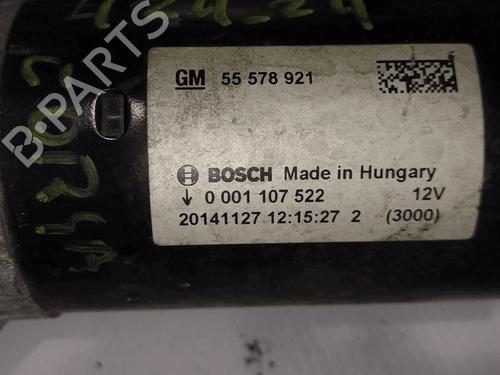 GM 55 578 921
BOSCH Made in Hungary
0 001 107 522 12V
20141127 12:15:27 2 (3000)
B-PARTS